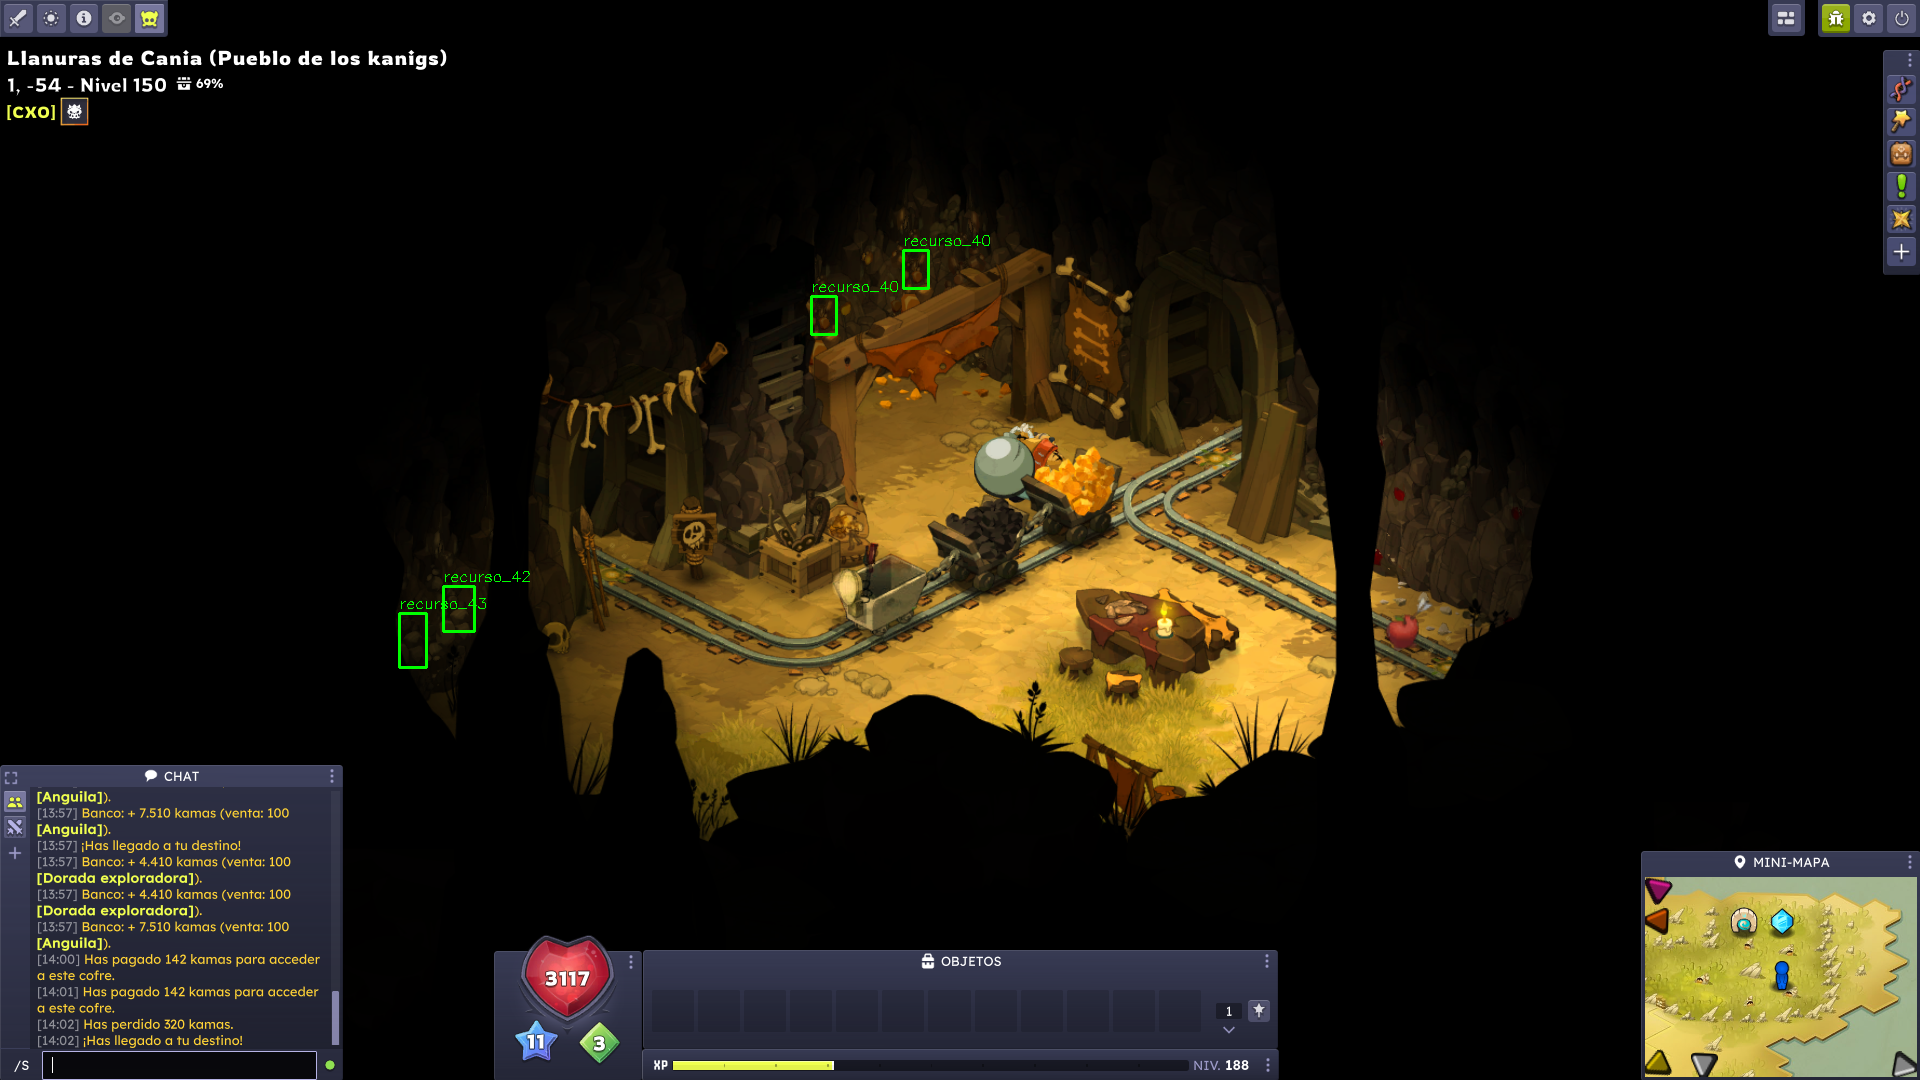 Llanuras de Cania (Pueblo de los kanigs)
1, -54 - Nivel 150 69%
[CXO]
recurso_40
recurso_40
recurso_42
recurso_43
CHAT
[Anguila]).
[13:57] Banco: + 7.510 kamas (venta: 100
[Anguila]).
[13:57] ¡Has llegado a tu destino!
[13:57] Banco: + 4.410 kamas (venta: 100
[Dorada exploradora]).
[13:57] Banco: + 4.410 kamas (venta: 100
[Dorada exploradora]).
[13:57] Banco: + 7.510 kamas (venta: 100
[Anguila]).
[14:00] Has pagado 142 kamas para acceder
a este cofre.
[14:01] Has pagado 142 kamas para acceder
a este cofre.
[14:02] Has perdido 320 kamas.
[14:02] ¡Has llegado a tu destino!
/S
3117
11
3
OBJETOS
1
XP
NIV. 188
MINI-MAPA